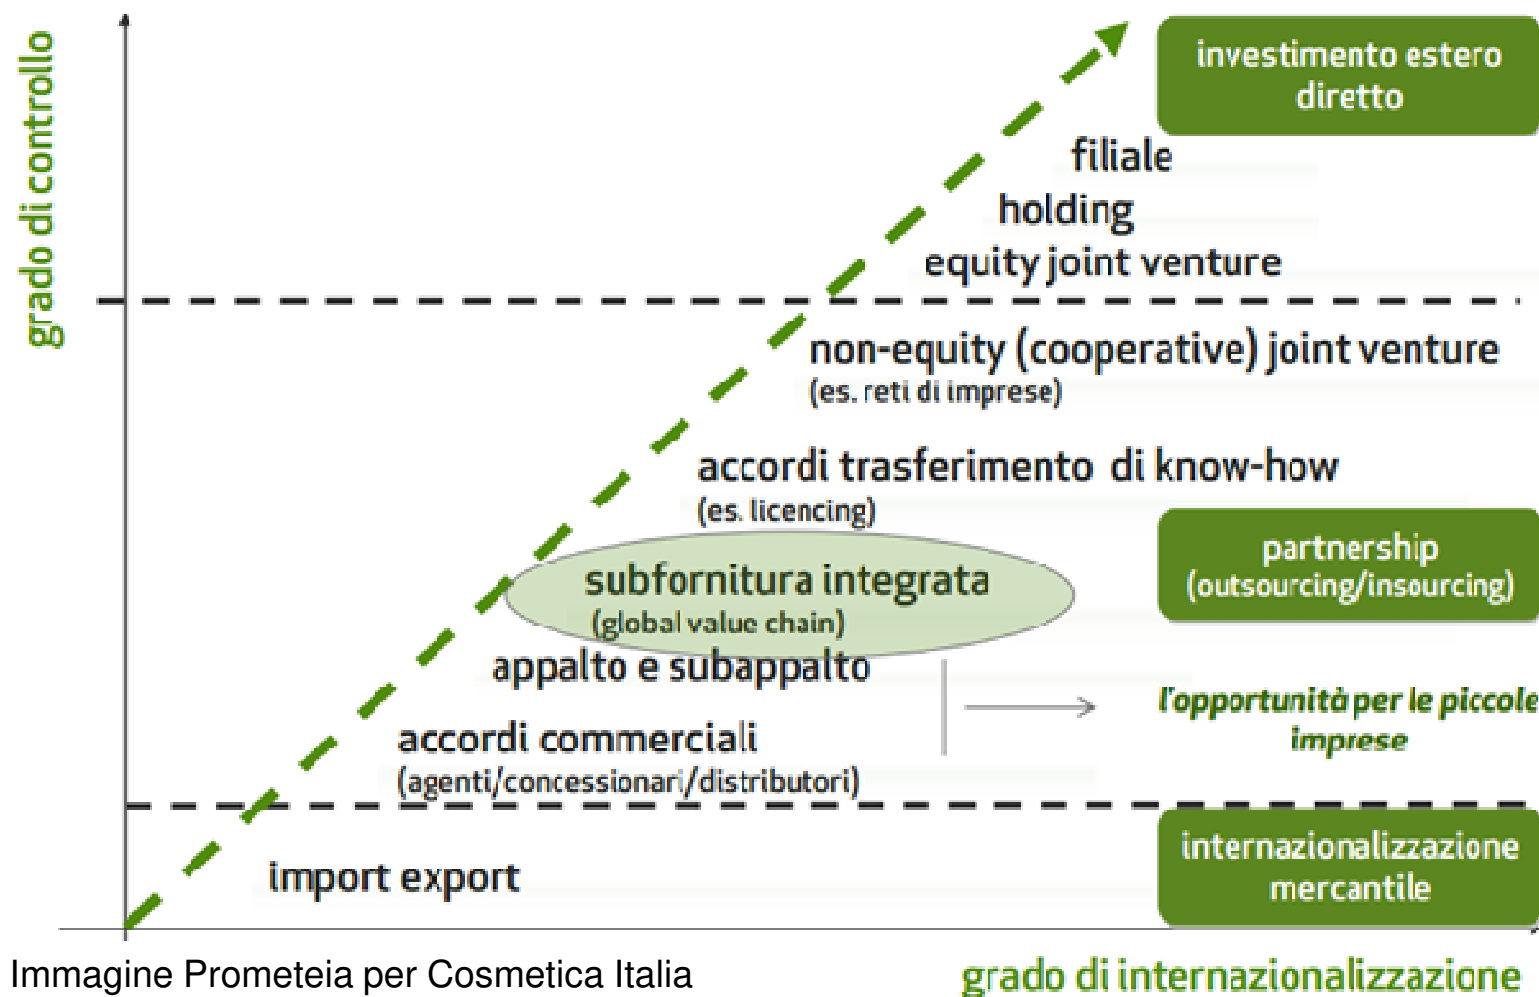 grado di controllo
investimento estero
diretto
filiale
holding
equity joint venture
non-equity (cooperative) joint venture
(es. reti di imprese)
accordi trasferimento di know-how
(es. licencing)
subfornitura integrata
(global value chain)
partnership
(outsourcing/insourcing)
appalto e subappalto
l'opportunità per le piccole
imprese
accordi commerciali
(agenti/concessionari/distributori)
import export
internazionalizzazione
mercantile
Immagine Prometeia per Cosmetica Italia
grado di internazionalizzazione